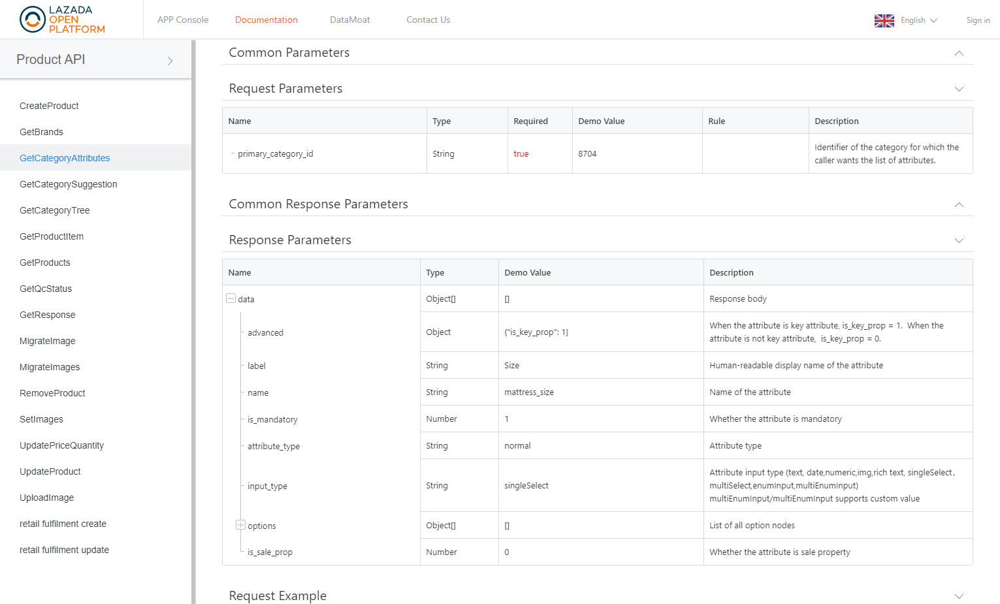 LAZADA
OPEN
PLATFORM
APP Console
Documentation
DataMoat
Contact Us
English
Sign in
Product API
CreateProduct
GetBrands
GetCategoryAttributes
GetCategorySuggestion
GetCategoryTree
GetProductItem
GetProducts
GetQcStatus
GetResponse
MigrateImage
MigrateImages
RemoveProduct
SetImages
UpdatePriceQuantity
UpdateProduct
UploadImage
retail fulfilment create
retail fulfilment update
Common Parameters
Request Parameters
Name Type Required Demo Value Rule Description
primary_category_id String true 8704 Identifier of the category for which the
caller wants the list of attributes.
Common Response Parameters
Response Parameters
Name Type Demo Value Description
data Object[] [] Response body
advanced Object {"is_key_prop": 1} When the attribute is key attribute, is_key_prop = 1. When the
attribute is not key attribute, is_key_prop = 0.
label String Size Human-readable display name of the attribute
name String mattress_size Name of the attribute
is_mandatory Number 1 Whether the attribute is mandatory
attribute_type String normal Attribute type
input_type String singleSelect Attribute input type (text, date,numeric,img,rich text, singleSelect,
multiSelect,enumInput,multiEnumInput)
multiEnumInput/multiEnumInput supports custom value
options Object[] [] List of all option nodes
is_sale_prop Number 0 Whether the attribute is sale property
Request Example